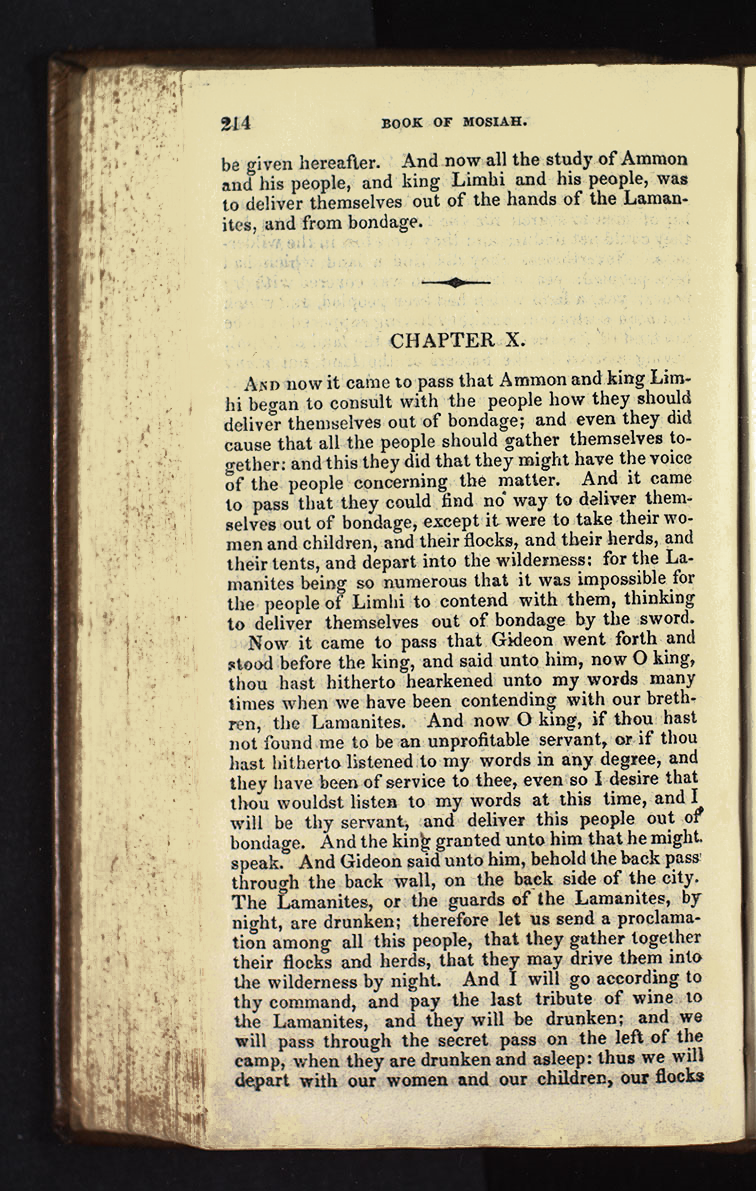 214 BOOK OF MOSIAH.
be given hereafter. And now all the study of Ammon
and his people, and king Limhi and his people, was
to deliver themselves out of the hands of the Laman-
ites, and from bondage.
CHAPTER X.
AND now it came to pass that Ammon and king Lim-
hi began to consult with the people how they should
deliver themselves out of bondage; and even they did
cause that all the people should gather themselves to-
gether: and this they did that they might have the voice
of the people concerning the matter. And it came
to pass that they could find no way to deliver them-
selves out of bondage, except it were to take their wo-
men and children, and their flocks, and their herds, and
their tents, and depart into the wilderness: for the La-
manites being so numerous that it was impossible for
the people of Limhi to contend with them, thinking
to deliver themselves out of bondage by the sword.
Now it came to pass that Gideon went forth and
stood before the king, and said unto him, now O king,
thou hast hitherto hearkened unto my words many
times when we have been contending with our breth-
ren, the Lamanites. And now O king, if thou hast
not found me to be an unprofitable servant, or if thou
hast hitherto listened to my words in any degree, and
they have been of service to thee, even so I desire that
thou wouldst listen to my words at this time, and I
will be thy servant, and deliver this people out of
bondage. And the king granted unto him that he might
speak. And Gideon said unto him, behold the back pass
through the back wall, on the back side of the city.
The Lamanites, or the guards of the Lamanites, by
night, are drunken; therefore let us send a proclama-
tion among all this people, that they gather together
their flocks and herds, that they may drive them into
the wilderness by night. And I will go according to
thy command, and pay the last tribute of wine to
the Lamanites, and they will be drunken; and we
will pass through the secret pass on the left of the
camp, when they are drunken and asleep: thus we will
depart with our women and our children, our flocks